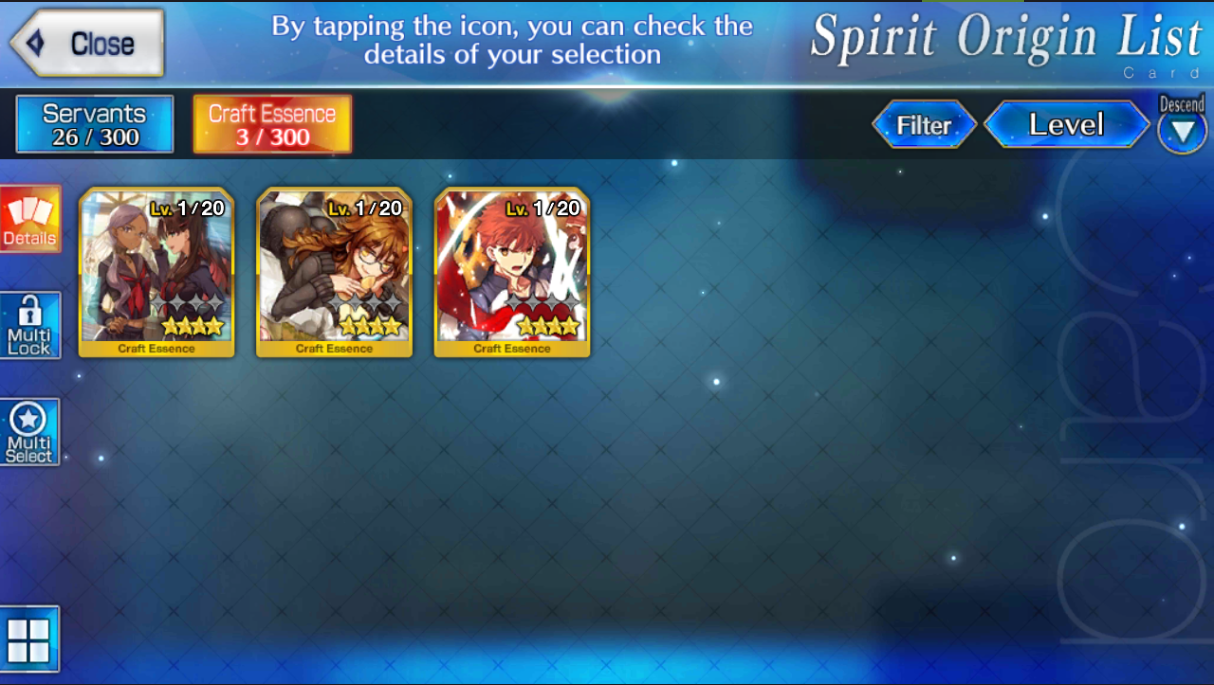 Close
By tapping the icon, you can check the
details of your selection
Spirit Origin List
Card
Servants
26 / 300
Craft Essence
3 / 300
Filter
Level
Descend
Details
Multi
Lock
Multi
Select
Lv. 1/20
Craft Essence
Lv. 1/20
Craft Essence
Lv. 1/20
Craft Essence
Card